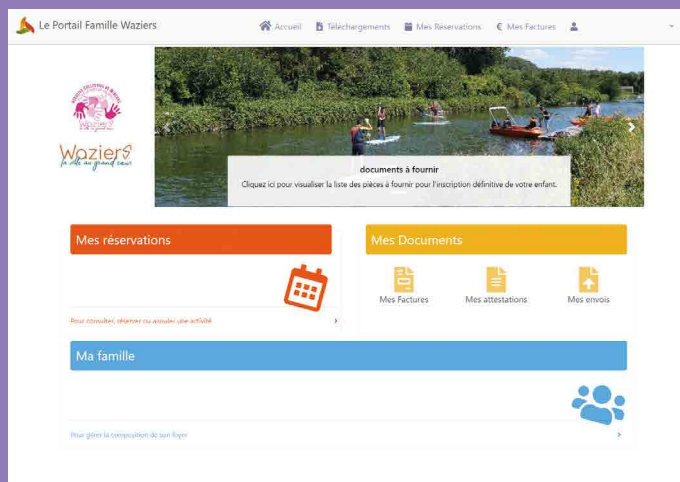 Le Portail Famille Waziers
Accueil
Téléchargements
Mes Réservations
€ Mes Factures
Waziers
Waziers
la ville au grand cœur
documents à fournir
Cliquez ici pour visualiser la liste des pièces à fournir pour l'inscription définitive de votre enfant.
Mes réservations
Pour consulter, réserver ou annuler une activité
Mes Documents
Mes Factures
Mes attestations
Mes envois
Ma famille
Pour gérer la composition de son foyer